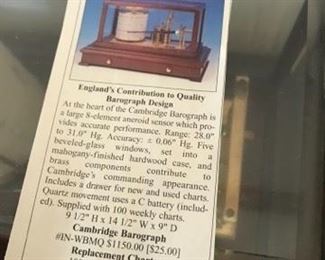 England's Contribution to Quality
Barograph Design
At the heart of the Cambridge Barograph is
a large 8-element aneroid sensor which pro-
vides accurate performance. Range: 28.0"
to 31.0" Hg. Accuracy: ± 0.06" Hg. Five
beveled-glass windows, set into a
mahogany-finished hardwood case, and
brass components contribute to
Cambridge's commanding appearance.
Includes a drawer for new and used charts.
Quartz movement uses a C battery (includ-
ed). Supplied with 100 weekly charts.
9 1/2" H x 14 1/2" W x 9" D
Cambridge Barograph
#IN-WBMQ $1150.00 [$25.00]
Replacement Charts